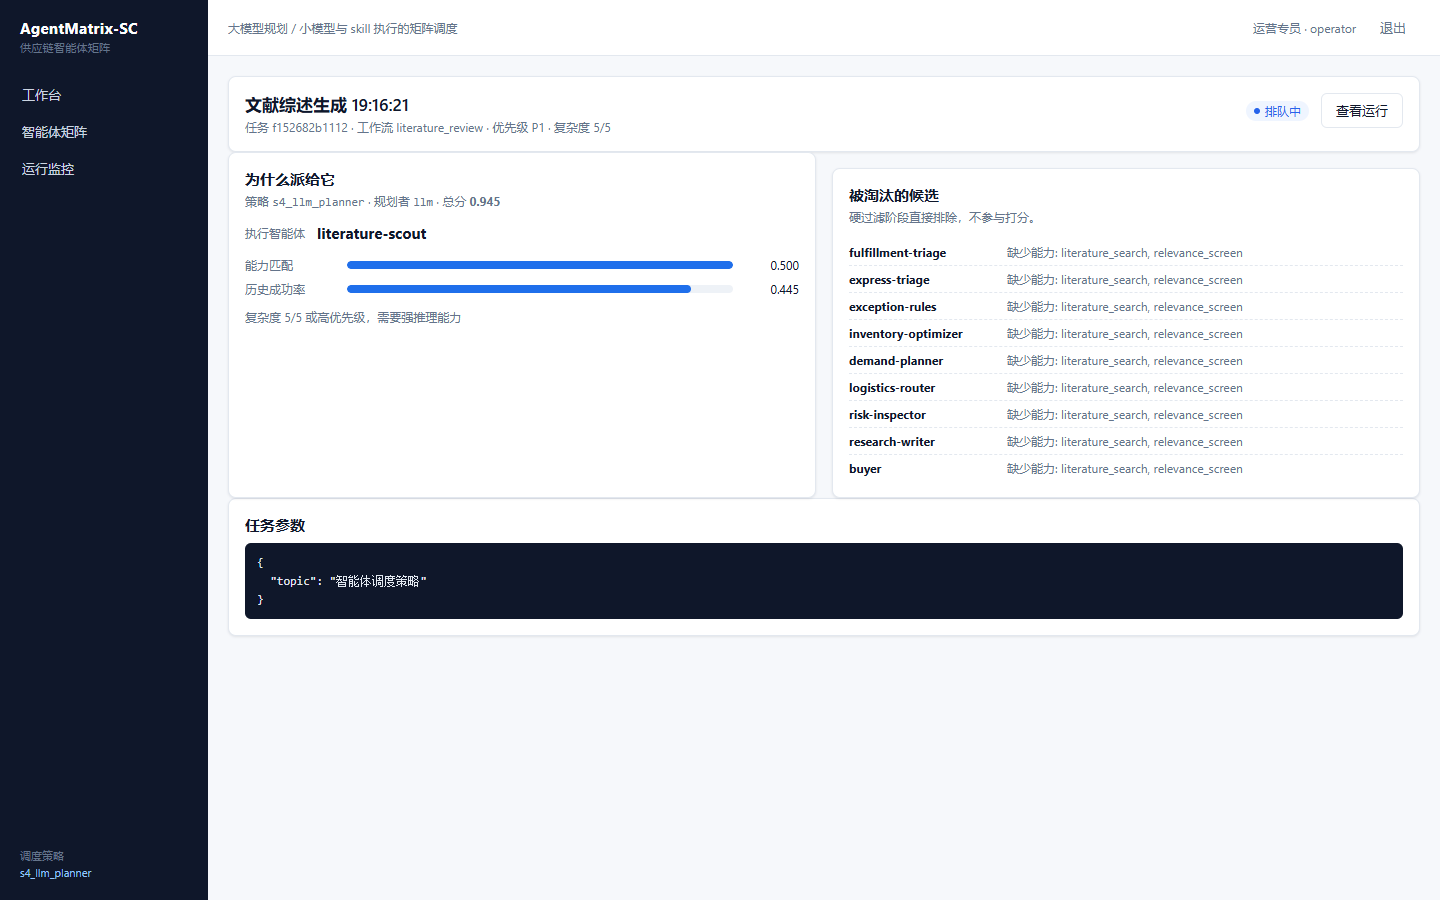 AgentMatrix-SC
供应链智能体矩阵
工作台
智能体矩阵
运行监控
调度策略
s4_llm_planner
大模型规划 / 小模型与 skill 执行的矩阵调度
运营专员 · operator
退出
文献综述生成 19:16:21
任务 f152682b1112 · 工作流 literature_review · 优先级 P1 · 复杂度 5/5
排队中
查看运行
为什么派给它
策略 s4_llm_planner · 规划者 llm · 总分 0.945
执行智能体 literature-scout
能力匹配 0.500
历史成功率 0.445
复杂度 5/5 或高优先级，需要强推理能力
被淘汰的候选
硬过滤阶段直接排除，不参与打分。
fulfillment-triage 缺少能力: literature_search, relevance_screen
express-triage 缺少能力: literature_search, relevance_screen
exception-rules 缺少能力: literature_search, relevance_screen
inventory-optimizer 缺少能力: literature_search, relevance_screen
demand-planner 缺少能力: literature_search, relevance_screen
logistics-router 缺少能力: literature_search, relevance_screen
risk-inspector 缺少能力: literature_search, relevance_screen
research-writer 缺少能力: literature_search, relevance_screen
buyer 缺少能力: literature_search, relevance_screen
任务参数
{
"topic": "智能体调度策略"
}